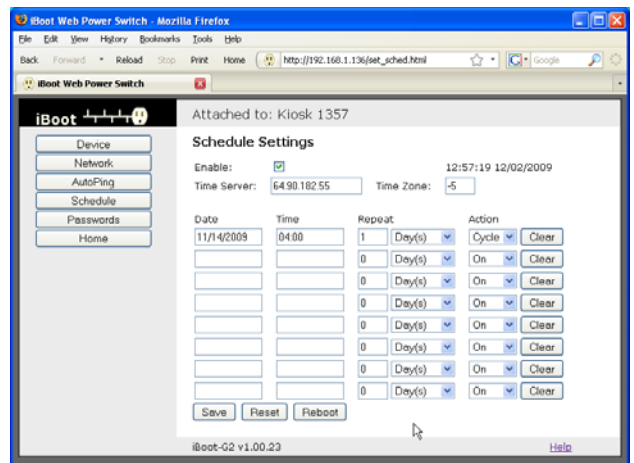 iBoot Web Power Switch - Mozilla Firefox
File Edit View History Bookmarks Tools Help
Back Forward Reload Stop Print Home http://192.168.1.136/set_sched.html Google
iBoot Web Power Switch
iBoot
Attached to: Kiosk 1357
Device
Network
AutoPing
Schedule
Passwords
Home
Schedule Settings
Enable: 12:57:19 12/02/2009
Time Server: 64.90.182.55 Time Zone: -5
Date Time Repeat Action
11/14/2009 04:00 1 Day(s) Cycle Clear
0 Day(s) On Clear
0 Day(s) On Clear
0 Day(s) On Clear
0 Day(s) On Clear
0 Day(s) On Clear
0 Day(s) On Clear
0 Day(s) On Clear
Save Reset Reboot
iBoot-G2 v1.00.23 Help